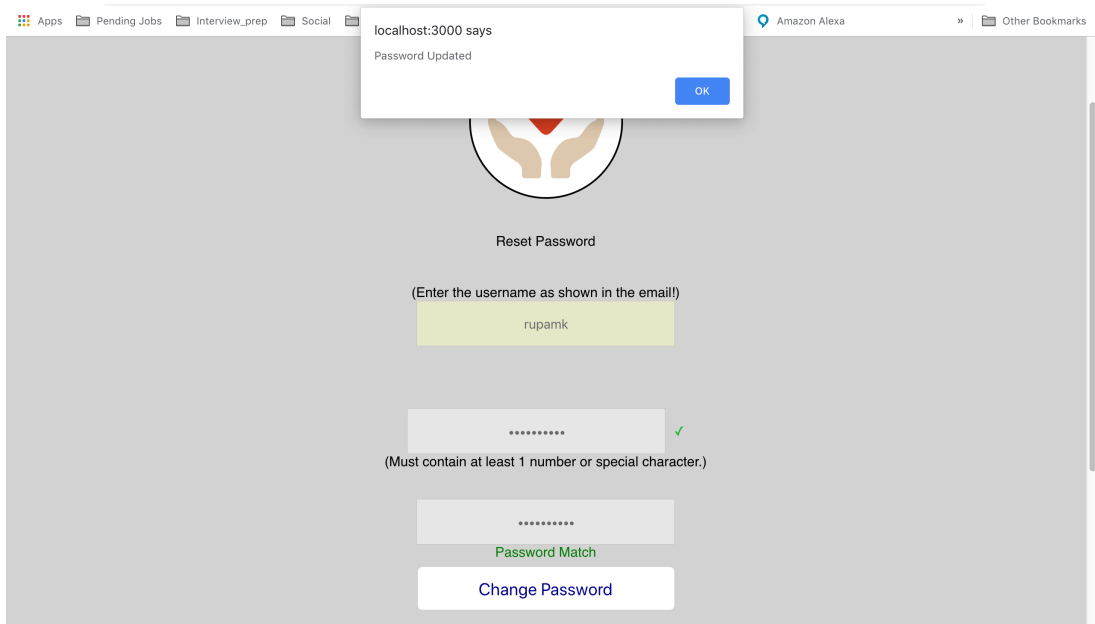 Apps Pending Jobs Interview_prep Social Amazon Alexa » Other Bookmarks
localhost:3000 says
Password Updated
OK
Reset Password
(Enter the username as shown in the email!)
rupamk
••••••••••  ✓
(Must contain at least 1 number or special character.)
••••••••••
Password Match
Change Password